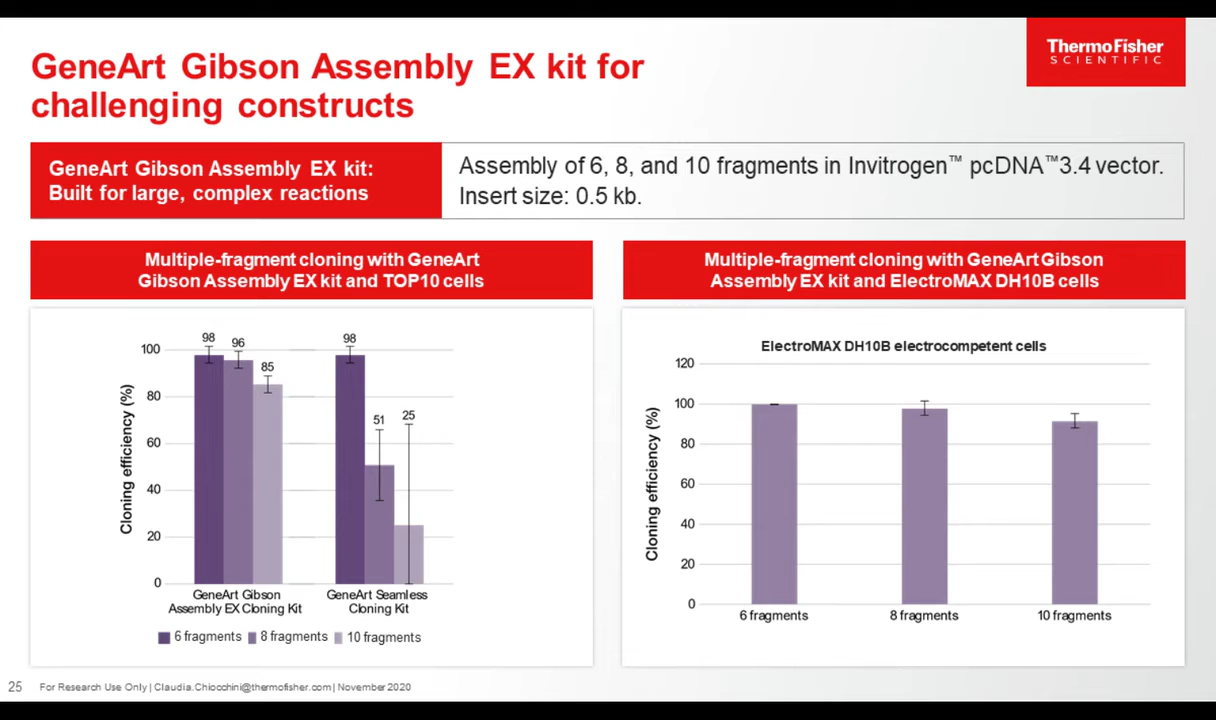 GeneArt Gibson Assembly EX kit for
challenging constructs
ThermoFisher
SCIENTIFIC
GeneArt Gibson Assembly EX kit:
Built for large, complex reactions
Assembly of 6, 8, and 10 fragments in Invitrogen™ pcDNA™3.4 vector.
Insert size: 0.5 kb.
Multiple-fragment cloning with GeneArt
Gibson Assembly EX kit and TOP10 cells
Cloning efficiency (%)
100
80
60
40
20
0
98
96
85
98
51
25
GeneArt Gibson
Assembly EX Cloning Kit
GeneArt Seamless
Cloning Kit
6 fragments
8 fragments
10 fragments
Multiple-fragment cloning with GeneArt Gibson
Assembly EX kit and ElectroMAX DH10B cells
ElectroMAX DH10B electrocompetent cells
Cloning efficiency (%)
120
100
80
60
40
20
0
6 fragments
8 fragments
10 fragments
25
For Research Use Only | Claudia.Chiocchini@thermofisher.com | November 2020